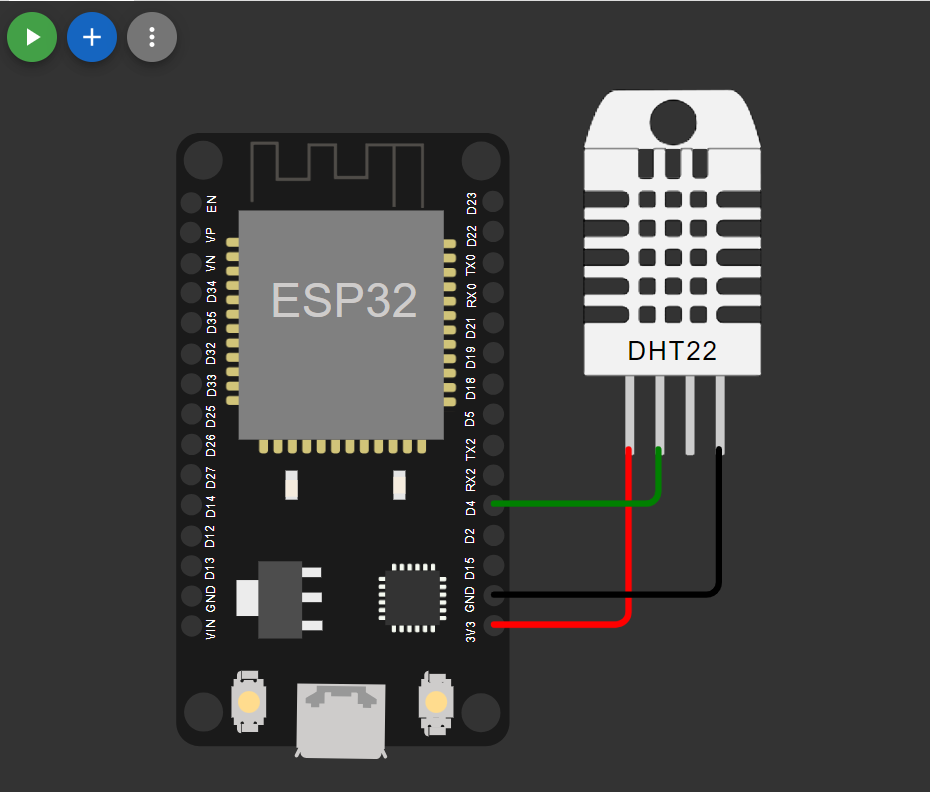 EN
VP
VN
D34
D35
D32
D33
D25
D26
D27
D14
D12
D13
GND
VIN
ESP32
D23
D22
TX0
RX0
D21
D19
D18
D5
TX2
RX2
D4
D2
D15
GND
3V3
DHT22